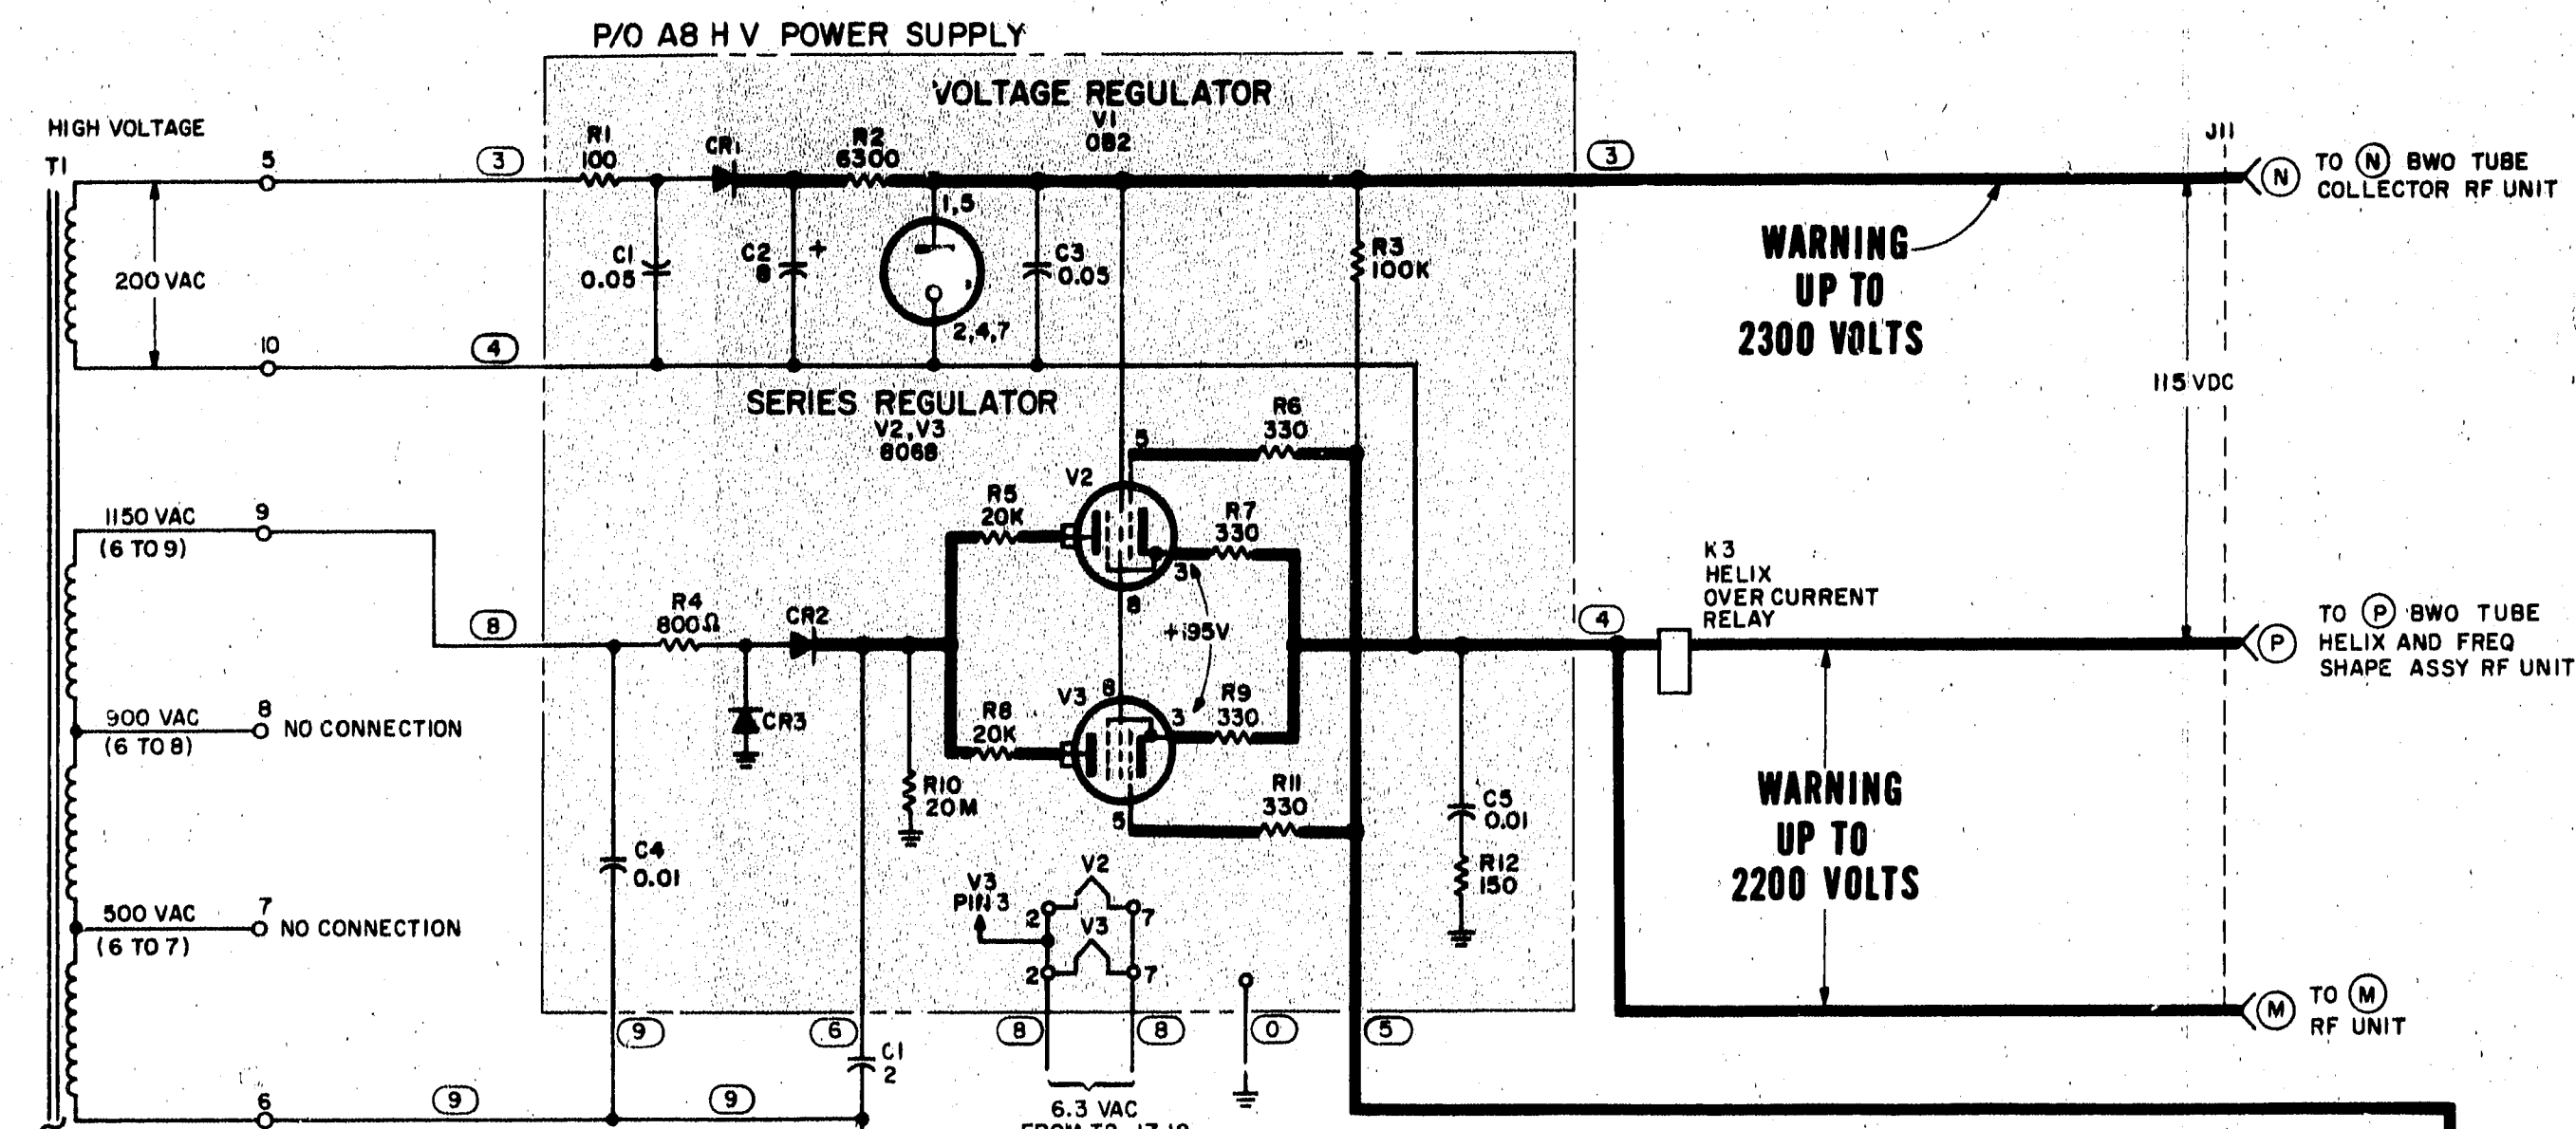 P/O A8 H V POWER SUPPLY
VOLTAGE REGULATOR
V1
OB2
HIGH VOLTAGE
T1
5
3
R1
100
CR1
R2
6300
3
J11
N
TO N BWO TUBE
COLLECTOR RF UNIT
200 VAC
C1
0.05
C2
8
+
1,5
2,4,7
C3
0.05
R3
100K
WARNING
UP TO
2300 VOLTS
10
4
115 VDC
SERIES REGULATOR
V2,V3
8068
R6
330
5
V2
1150 VAC
(6 TO 9)
9
R5
20K
R7
330
3
8
K3
HELIX
OVER CURRENT
RELAY
8
R4
800Ω
CR2
+195V
4
P
TO P BWO TUBE
HELIX AND FREQ
SHAPE ASSY RF UNIT
900 VAC
(6 TO 8)
8
NO CONNECTION
CR3
R8
20K
V3
8
3
R9
330
R10
20M
R11
330
5
C5
0.01
WARNING
UP TO
2200 VOLTS
C4
0.01
R12
150
500 VAC
(6 TO 7)
7
NO CONNECTION
V3
PIN 3
V2
2
7
V3
2
7
M
TO M
RF UNIT
9
6
8
8
0
5
C1
2
6
9
9
6.3 VAC